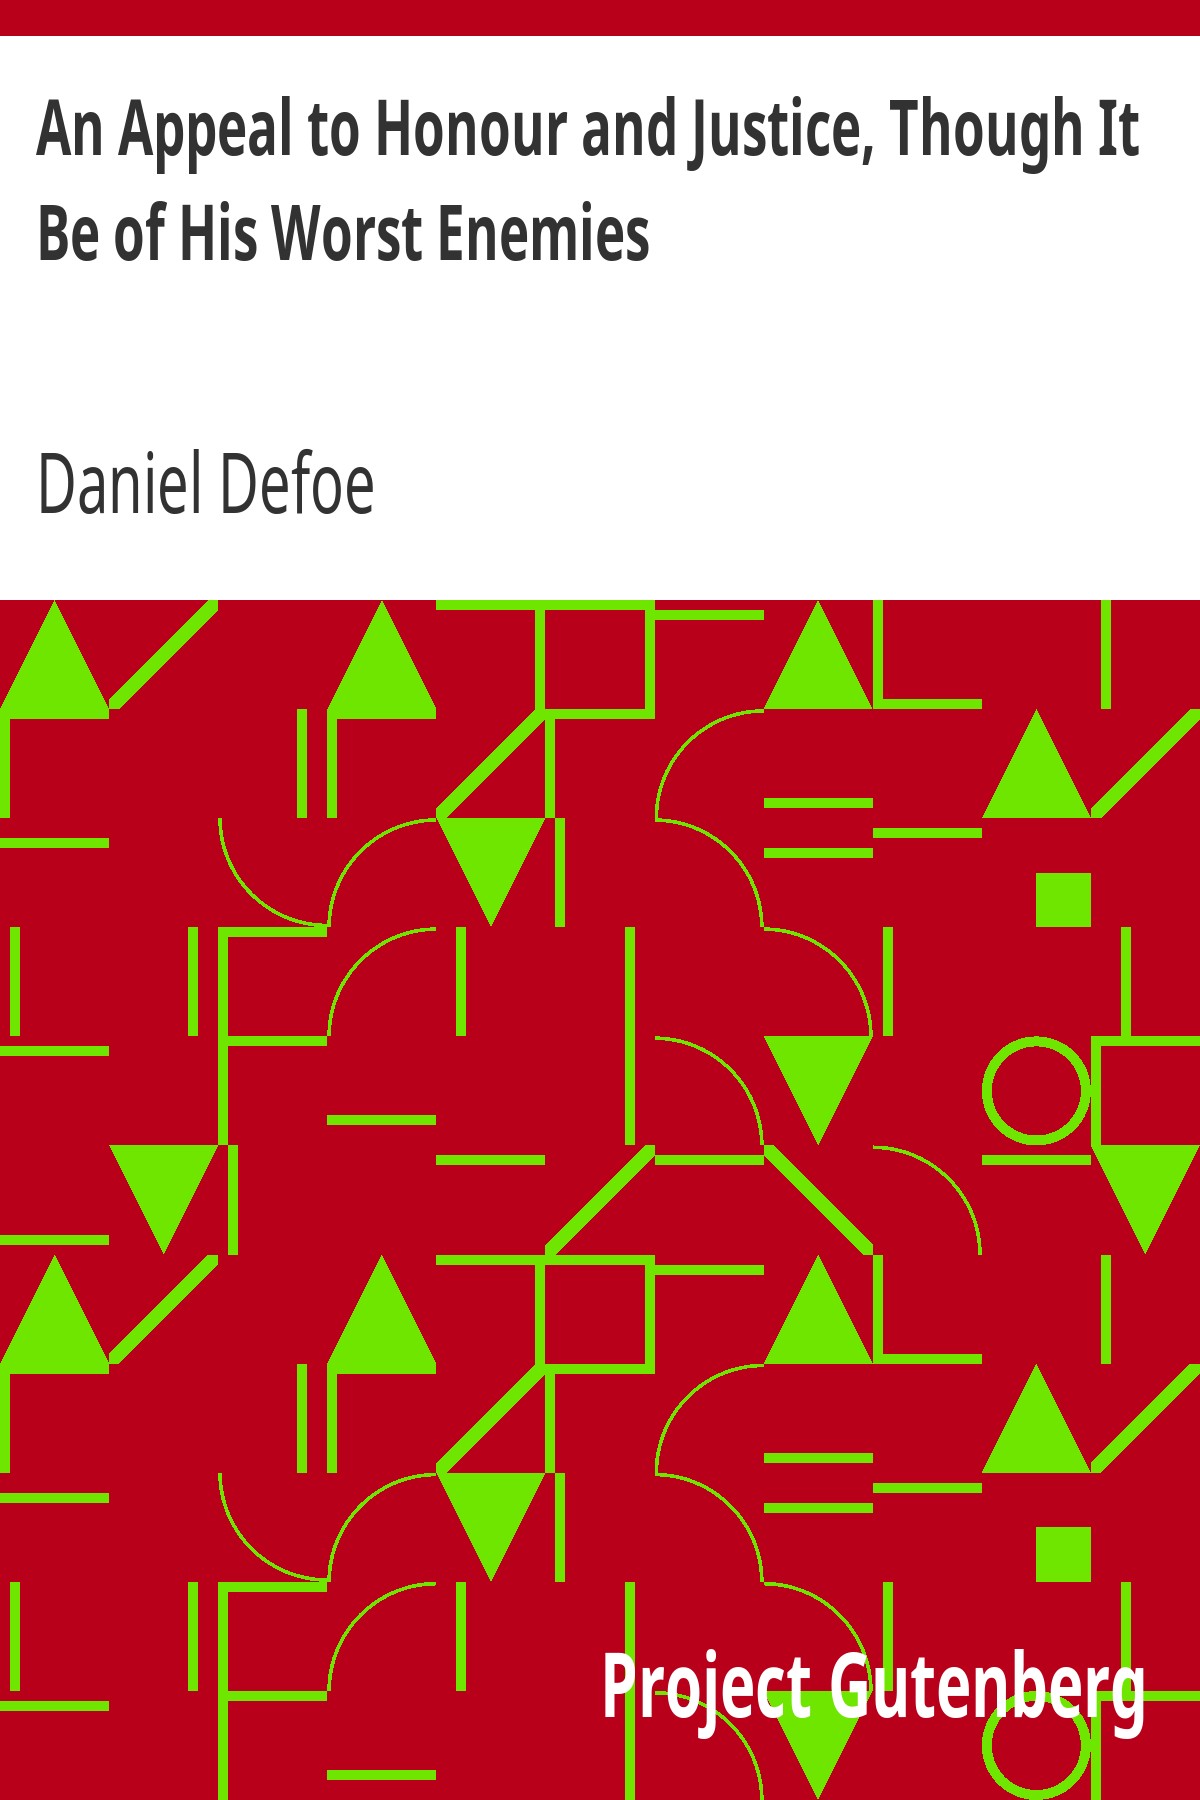 An Appeal to Honour and Justice, Though It
Be of His Worst Enemies
Daniel Defoe
Project Gutenberg